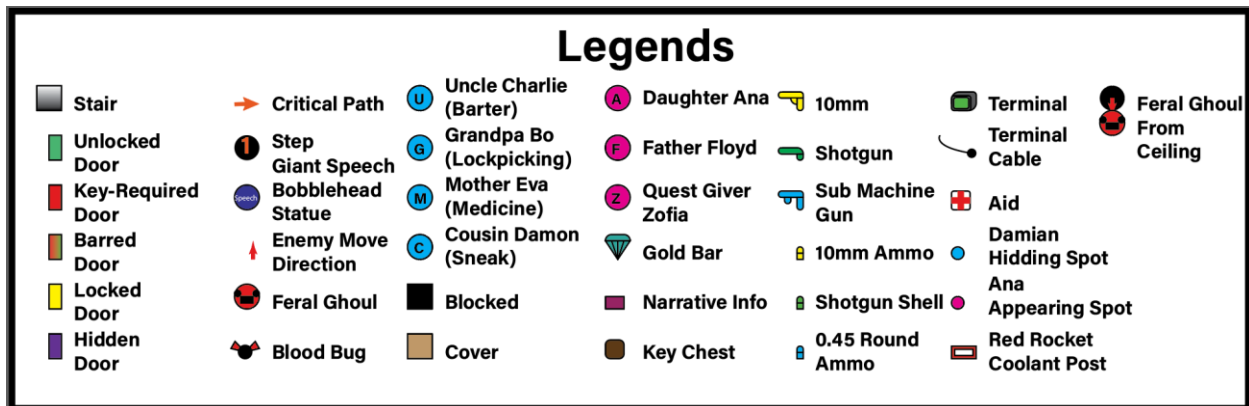 Legends
Stair
Unlocked
Door
Key-Required
Door
Barred
Door
Locked
Door
Hidden
Door
Critical Path
1
Step
Giant Speech
Speech
Bobblehead
Statue
Enemy Move
Direction
Feral Ghoul
Blood Bug
U
Uncle Charlie
(Barter)
G
Grandpa Bo
(Lockpicking)
M
Mother Eva
(Medicine)
C
Cousin Damon
(Sneak)
Blocked
Cover
A
Daughter Ana
F
Father Floyd
Z
Quest Giver
Zofia
Gold Bar
Narrative Info
Key Chest
10mm
Shotgun
Sub Machine
Gun
10mm Ammo
Shotgun Shell
0.45 Round
Ammo
Terminal
Terminal
Cable
Aid
Damian
Hidding Spot
Ana
Appearing Spot
Red Rocket
Coolant Post
Feral Ghoul
From
Ceiling